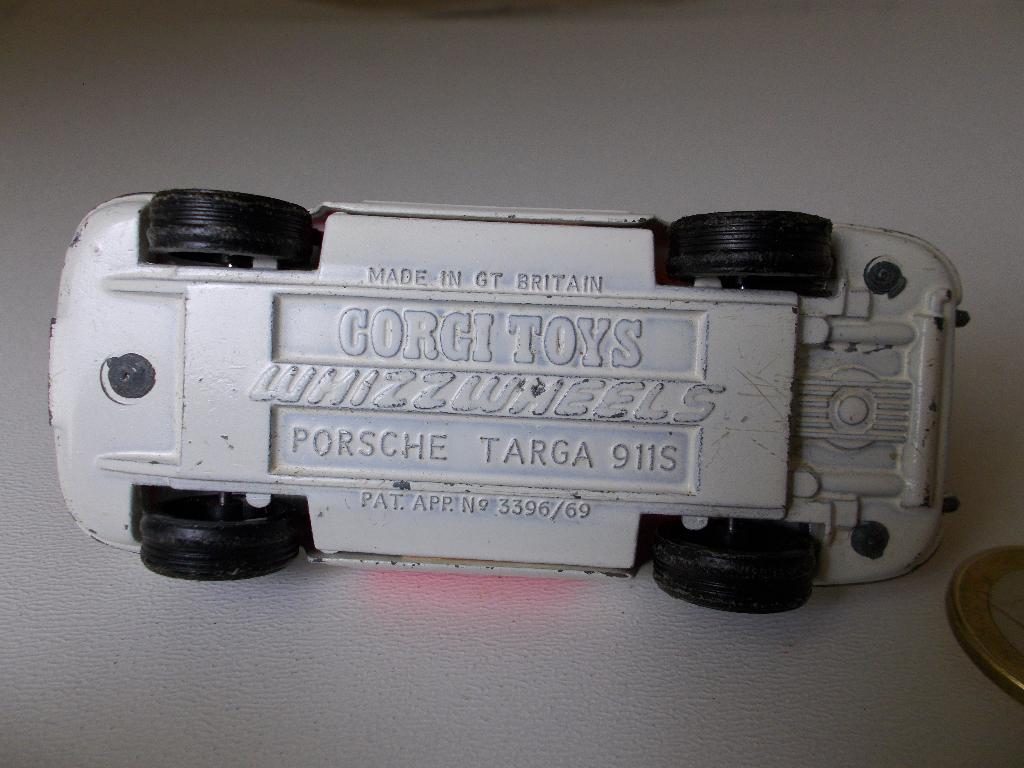 MADE IN GT BRITAIN
CORGI TOYS
WHIZZWHEELS
PORSCHE TARGA 911S
PAT. APP. Nº 3396/69